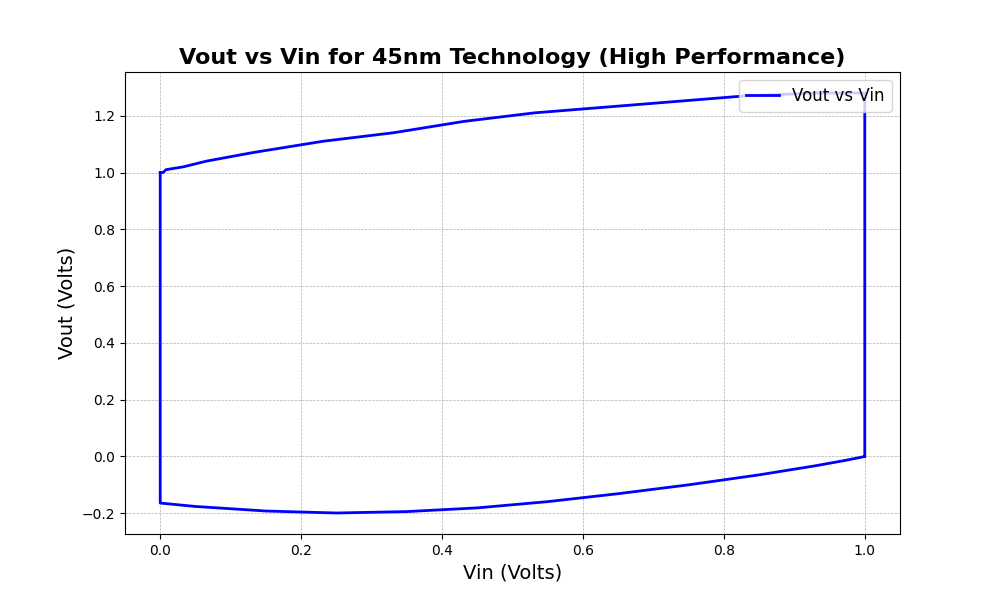 Vout vs Vin for 45nm Technology (High Performance)
Vout vs Vin
Vout (Volts)
1.2
1.0
0.8
0.6
0.4
0.2
0.0
−0.2
0.0 0.2 0.4 0.6 0.8 1.0
Vin (Volts)